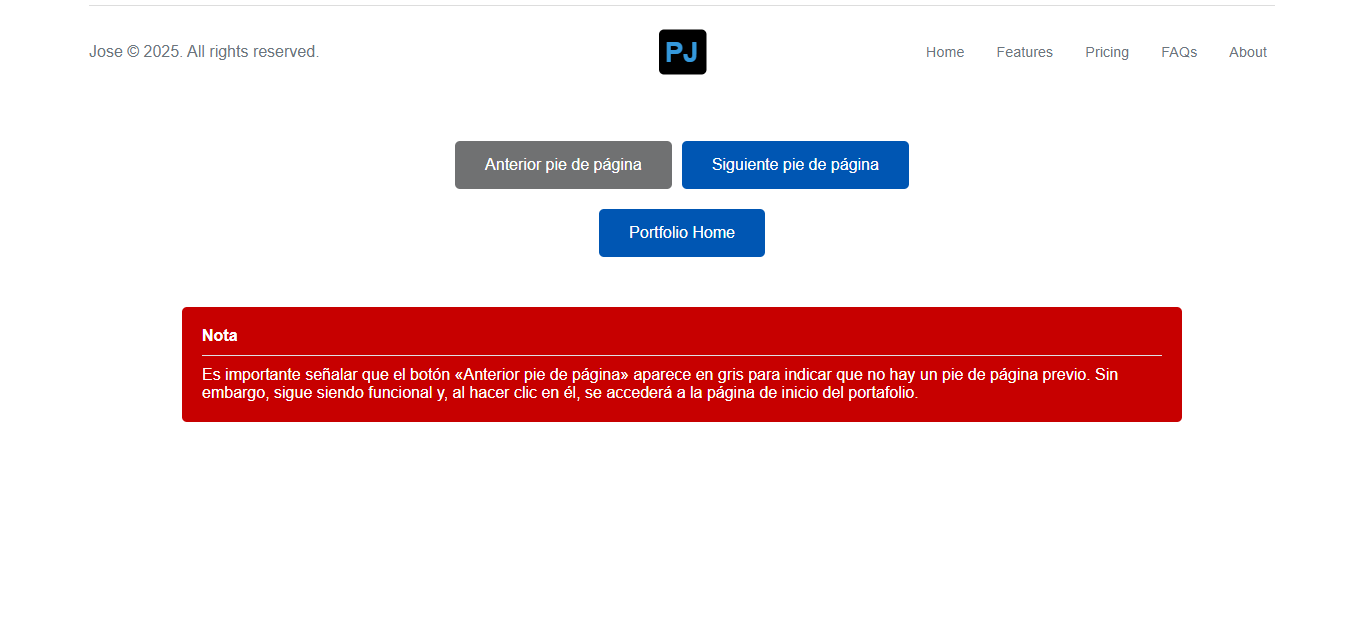 Jose © 2025. All rights reserved.
PJ
Home Features Pricing FAQs About
Anterior pie de página Siguiente pie de página
Portfolio Home
Nota
Es importante señalar que el botón «Anterior pie de página» aparece en gris para indicar que no hay un pie de página previo. Sin
embargo, sigue siendo funcional y, al hacer clic en él, se accederá a la página de inicio del portafolio.